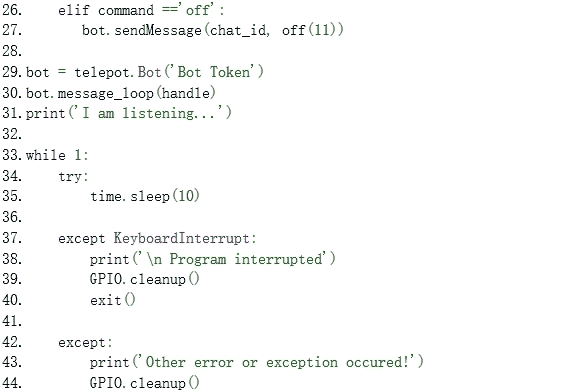 26.    elif command =='off':
27.       bot.sendMessage(chat_id, off(11))
28.
29.bot = telepot.Bot('Bot Token')
30.bot.message_loop(handle)
31.print('I am listening...')
32.
33.while 1:
34.    try:
35.        time.sleep(10)
36.
37.    except KeyboardInterrupt:
38.        print('\n Program interrupted')
39.        GPIO.cleanup()
40.        exit()
41.
42.    except:
43.        print('Other error or exception occured!')
44.        GPIO.cleanup()